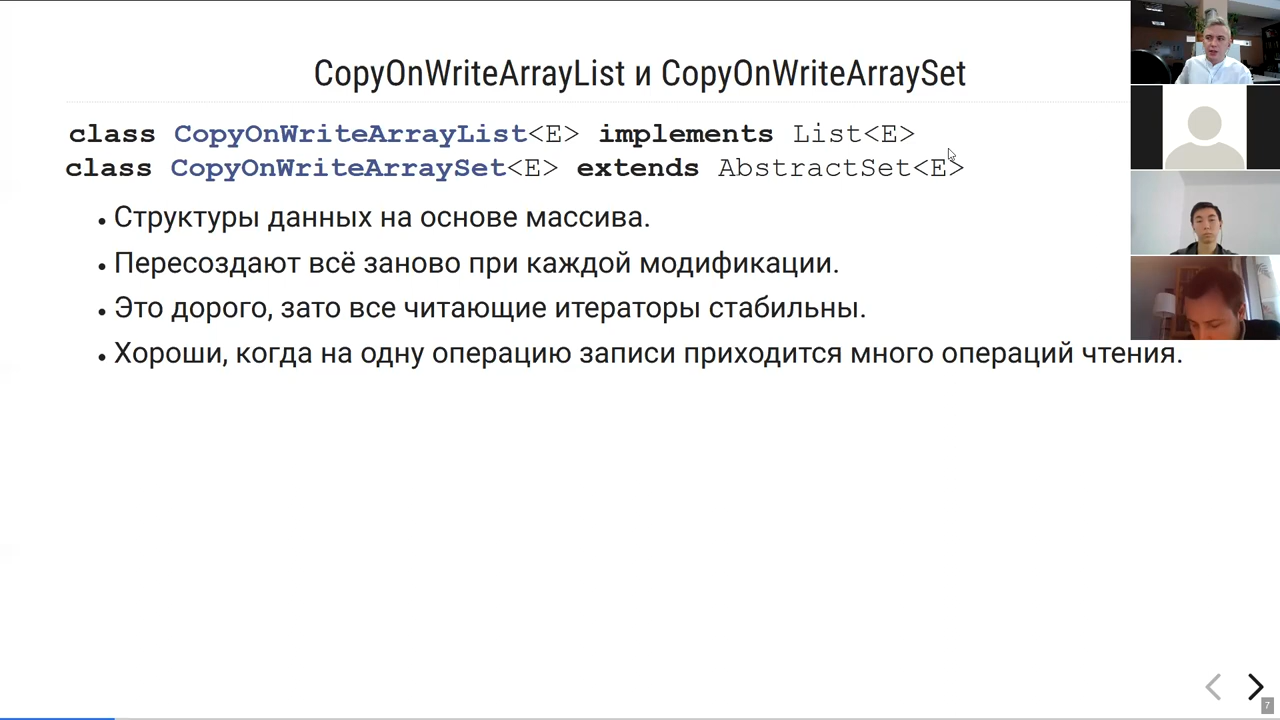 CopyOnWriteArrayList и CopyOnWriteArraySet
class CopyOnWriteArrayList<E> implements List<E>
class CopyOnWriteArraySet<E> extends AbstractSet<E>
• Структуры данных на основе массива.
• Пересоздают всё заново при каждой модификации.
• Это дорого, зато все читающие итераторы стабильны.
• Хороши, когда на одну операцию записи приходится много операций чтения.
7